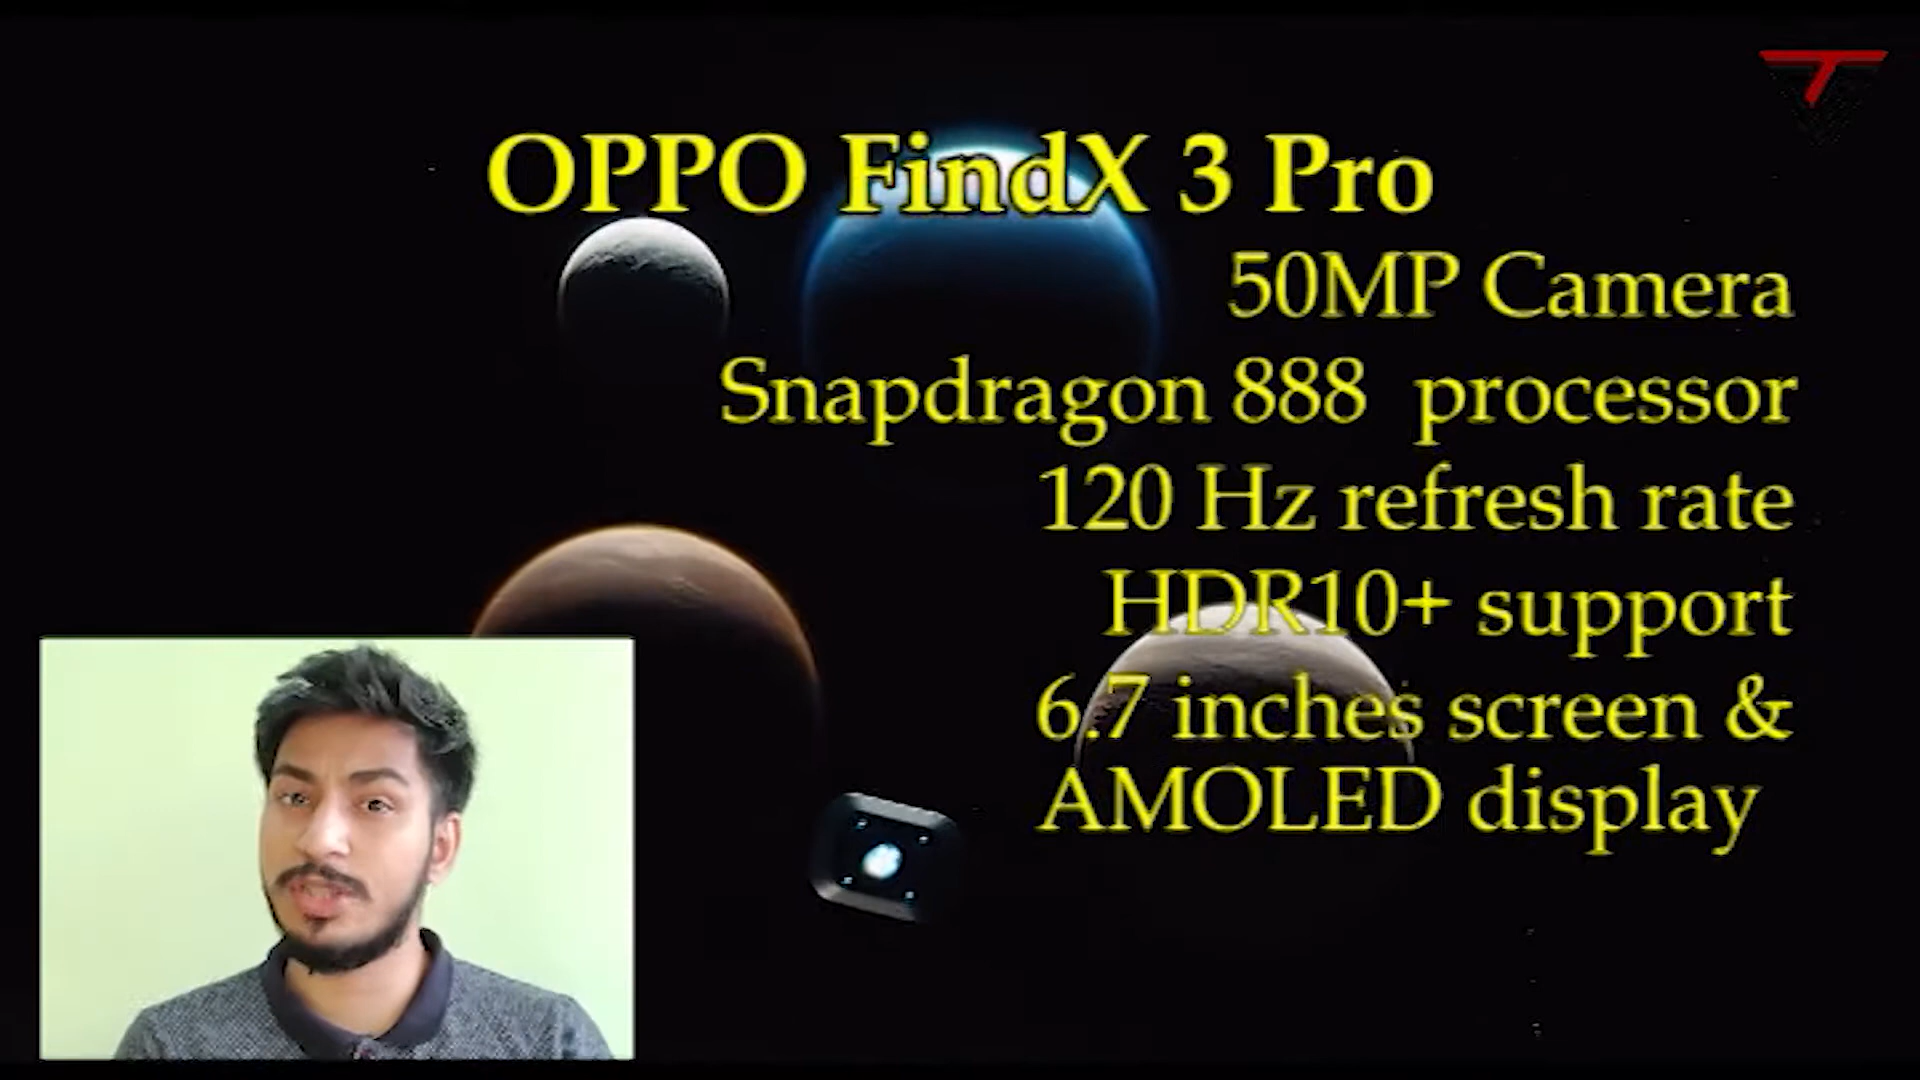 OPPO FindX 3 Pro
50MP Camera
Snapdragon 888 processor
120 Hz refresh rate
HDR10+ support
6.7 inches screen &
AMOLED display